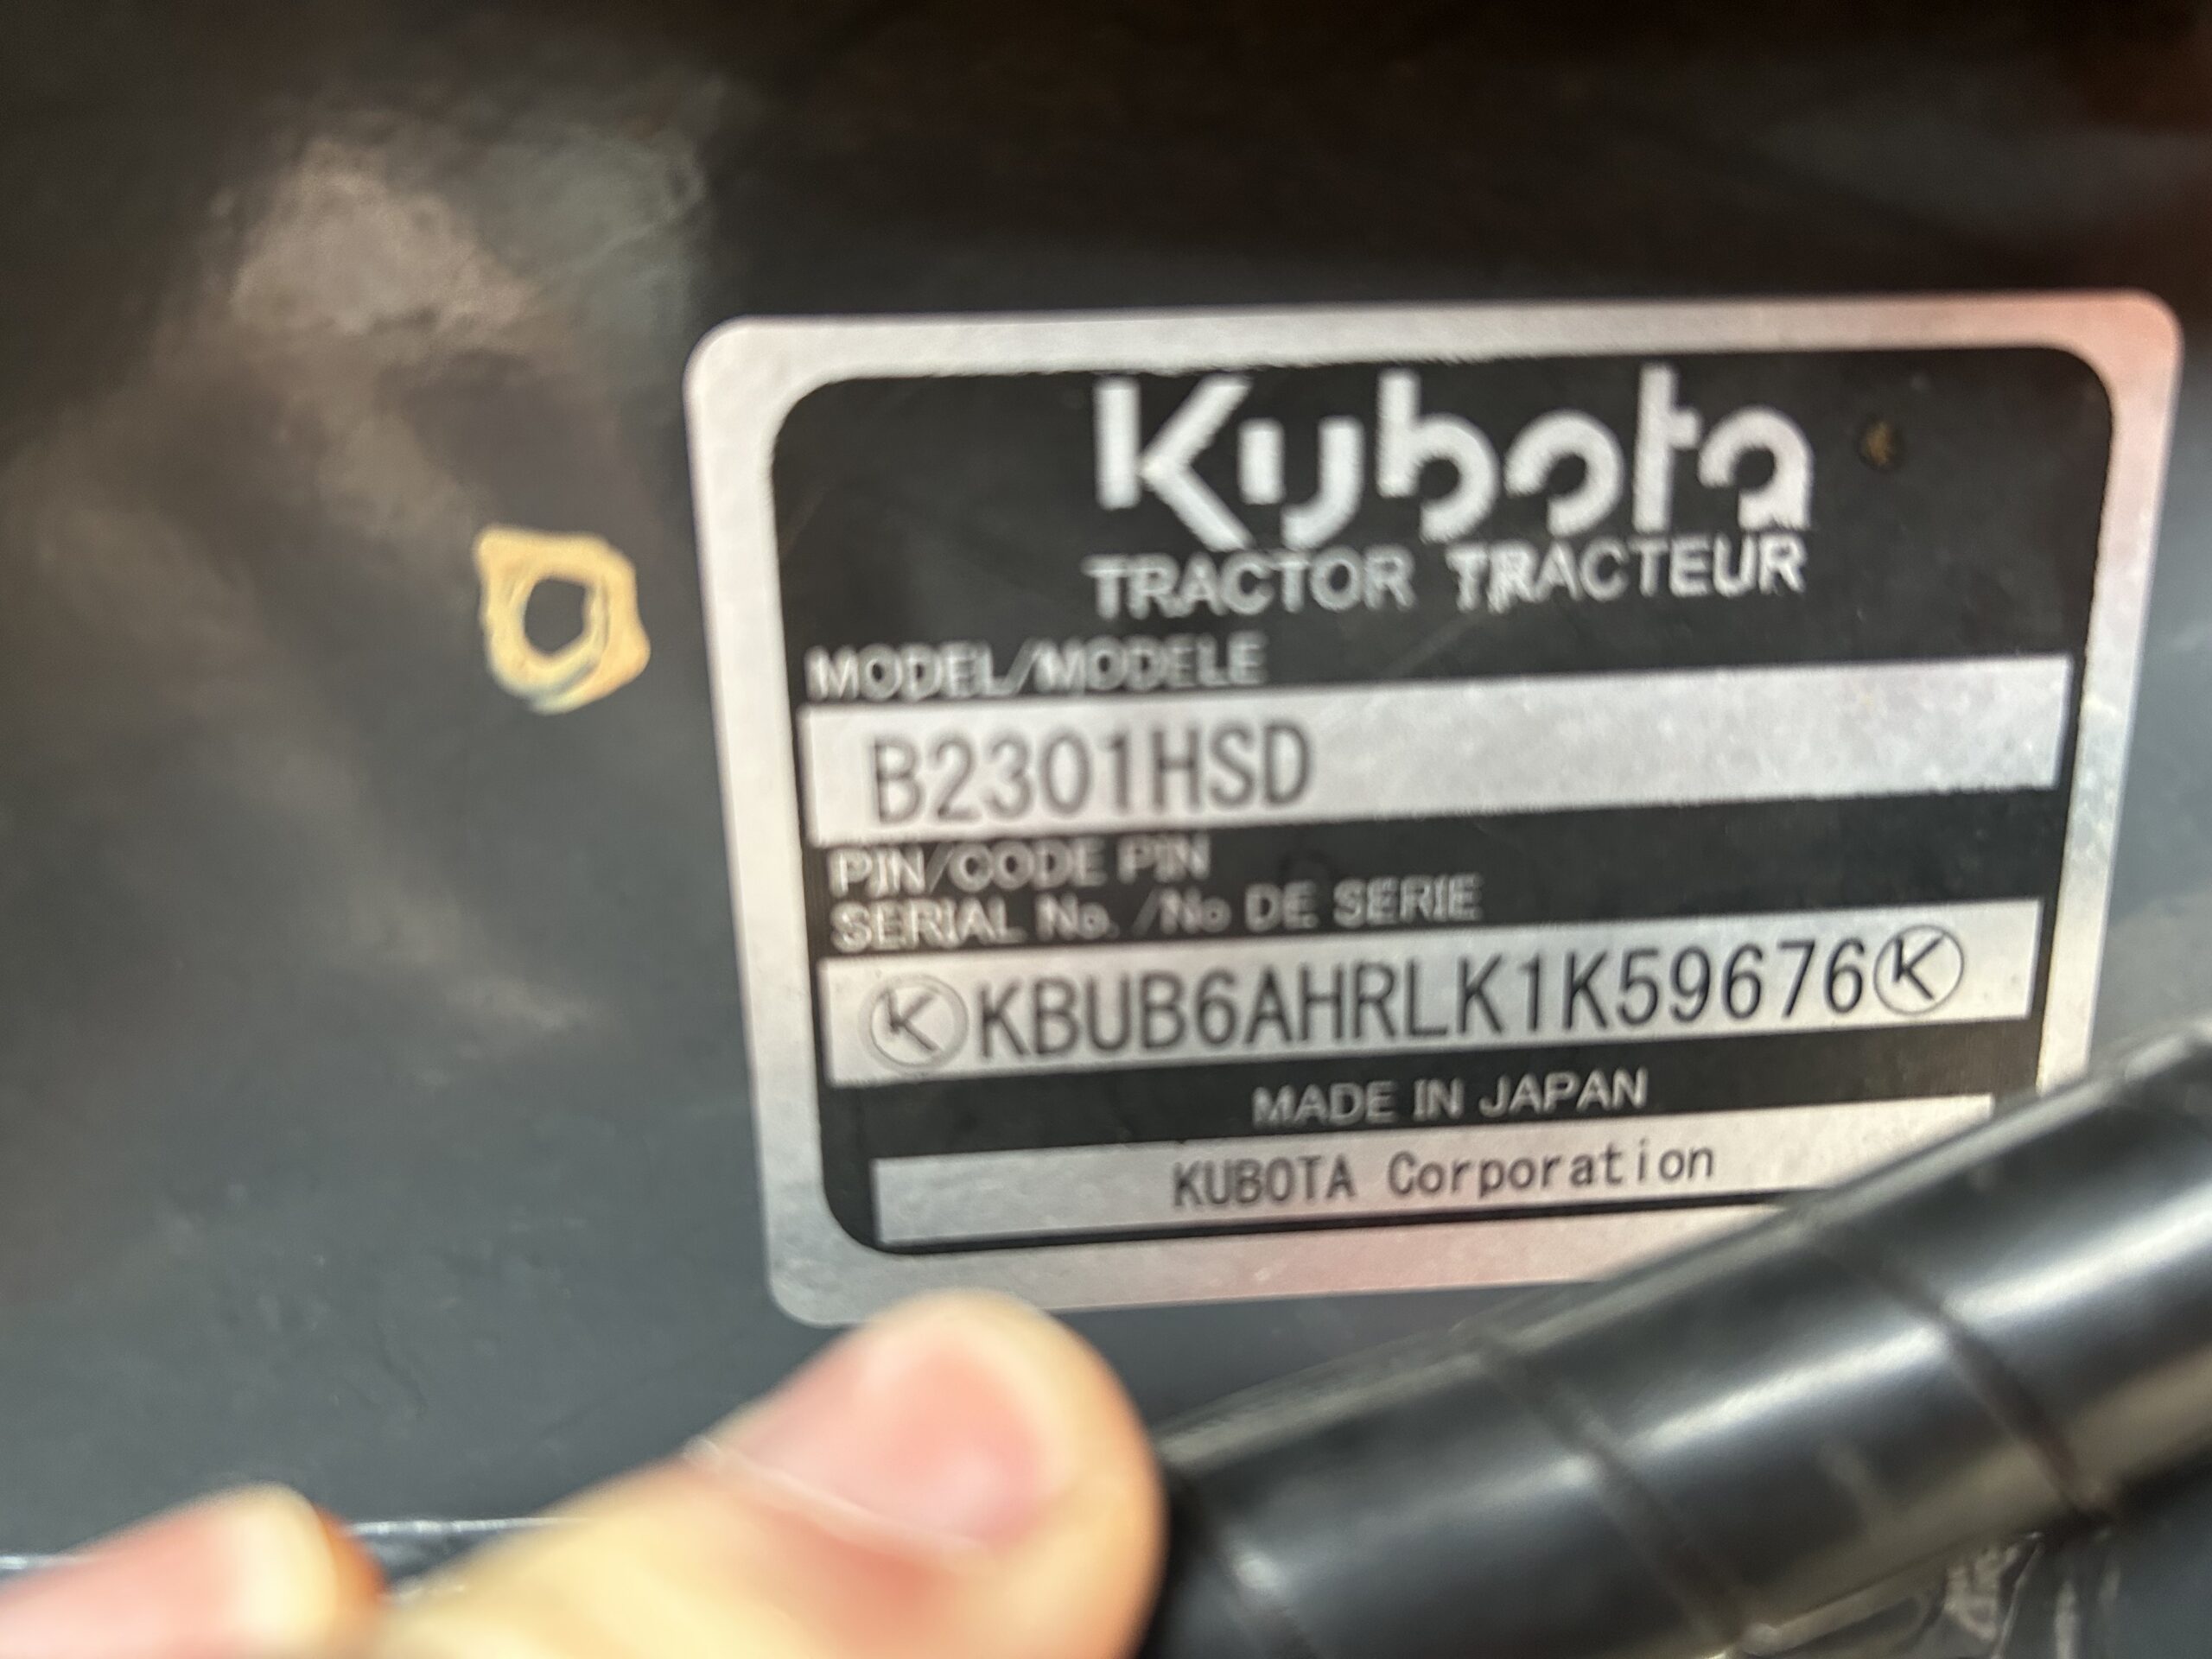 Kubota
TRACTOR TRACTEUR
MODEL/MODELE
B2301HSD
PIN/CODE PIN
SERIAL No. /No DE SERIE
KKBUB6AHRLK1K59676K
MADE IN JAPAN
KUBOTA Corporation